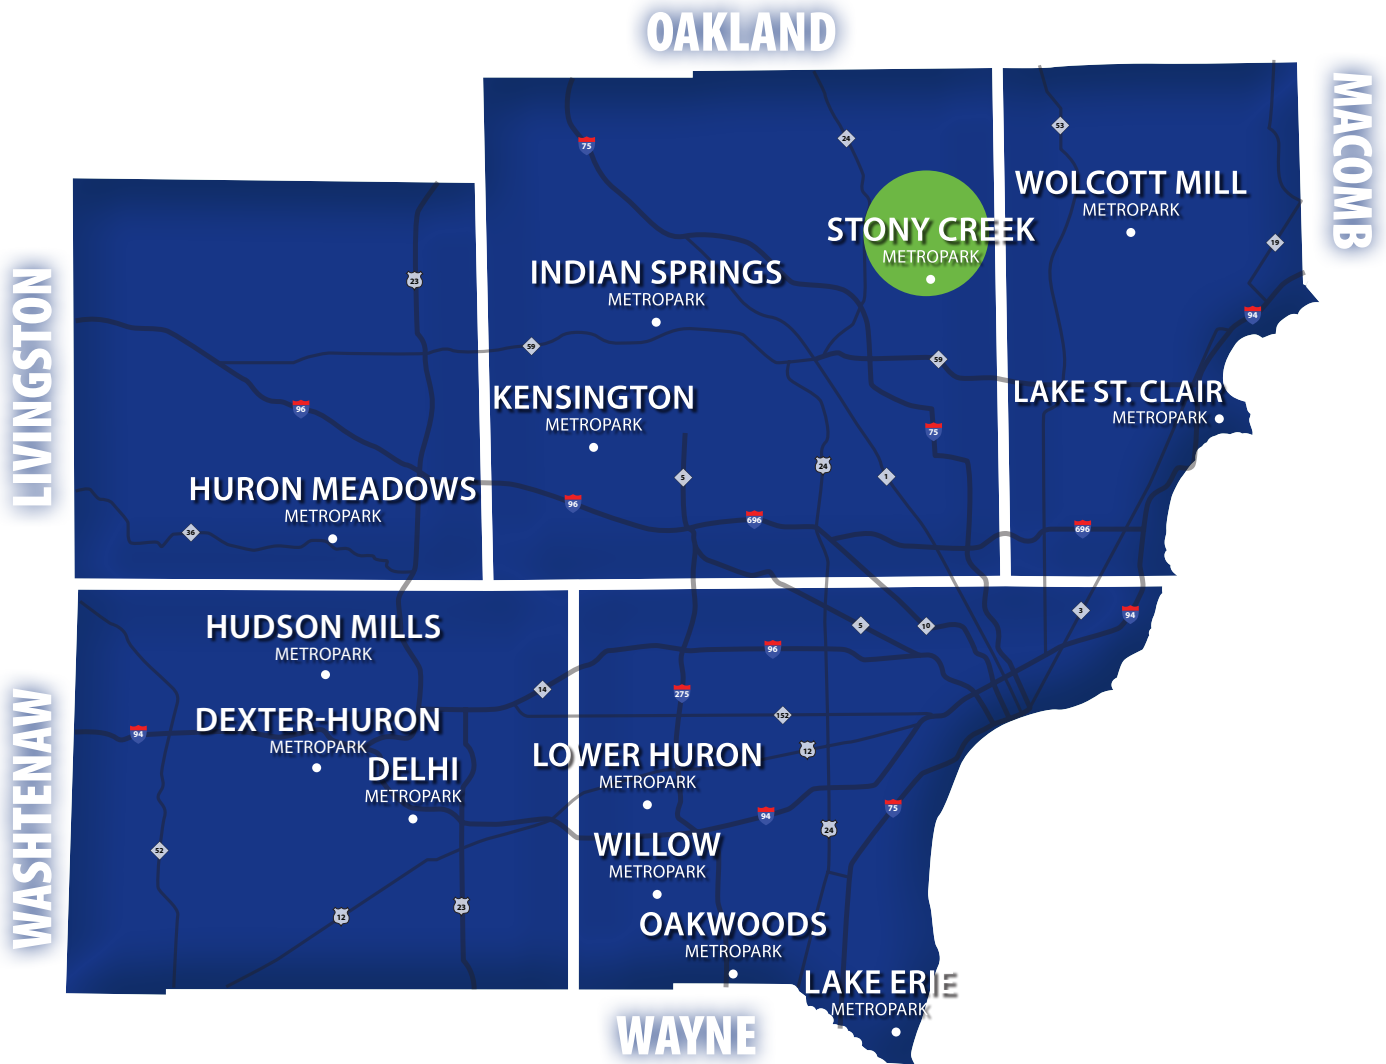 OAKLAND
MACOMB
LIVINGSTON
WASHTENAW
WAYNE
75
24
53
WOLCOTT MILL
METROPARK
STONY CREEK
METROPARK
19
INDIAN SPRINGS
METROPARK
23
94
59
59
KENSINGTON
METROPARK
LAKE ST. CLAIR
METROPARK
96
75
24
5
1
HURON MEADOWS
METROPARK
96
696
696
36
HUDSON MILLS
METROPARK
3
94
5
10
96
14
275
DEXTER-HURON
METROPARK
152
94
12
LOWER HURON
METROPARK
DELHI
METROPARK
94
75
24
WILLOW
METROPARK
52
12
23
OAKWOODS
METROPARK
LAKE ERIE
METROPARK